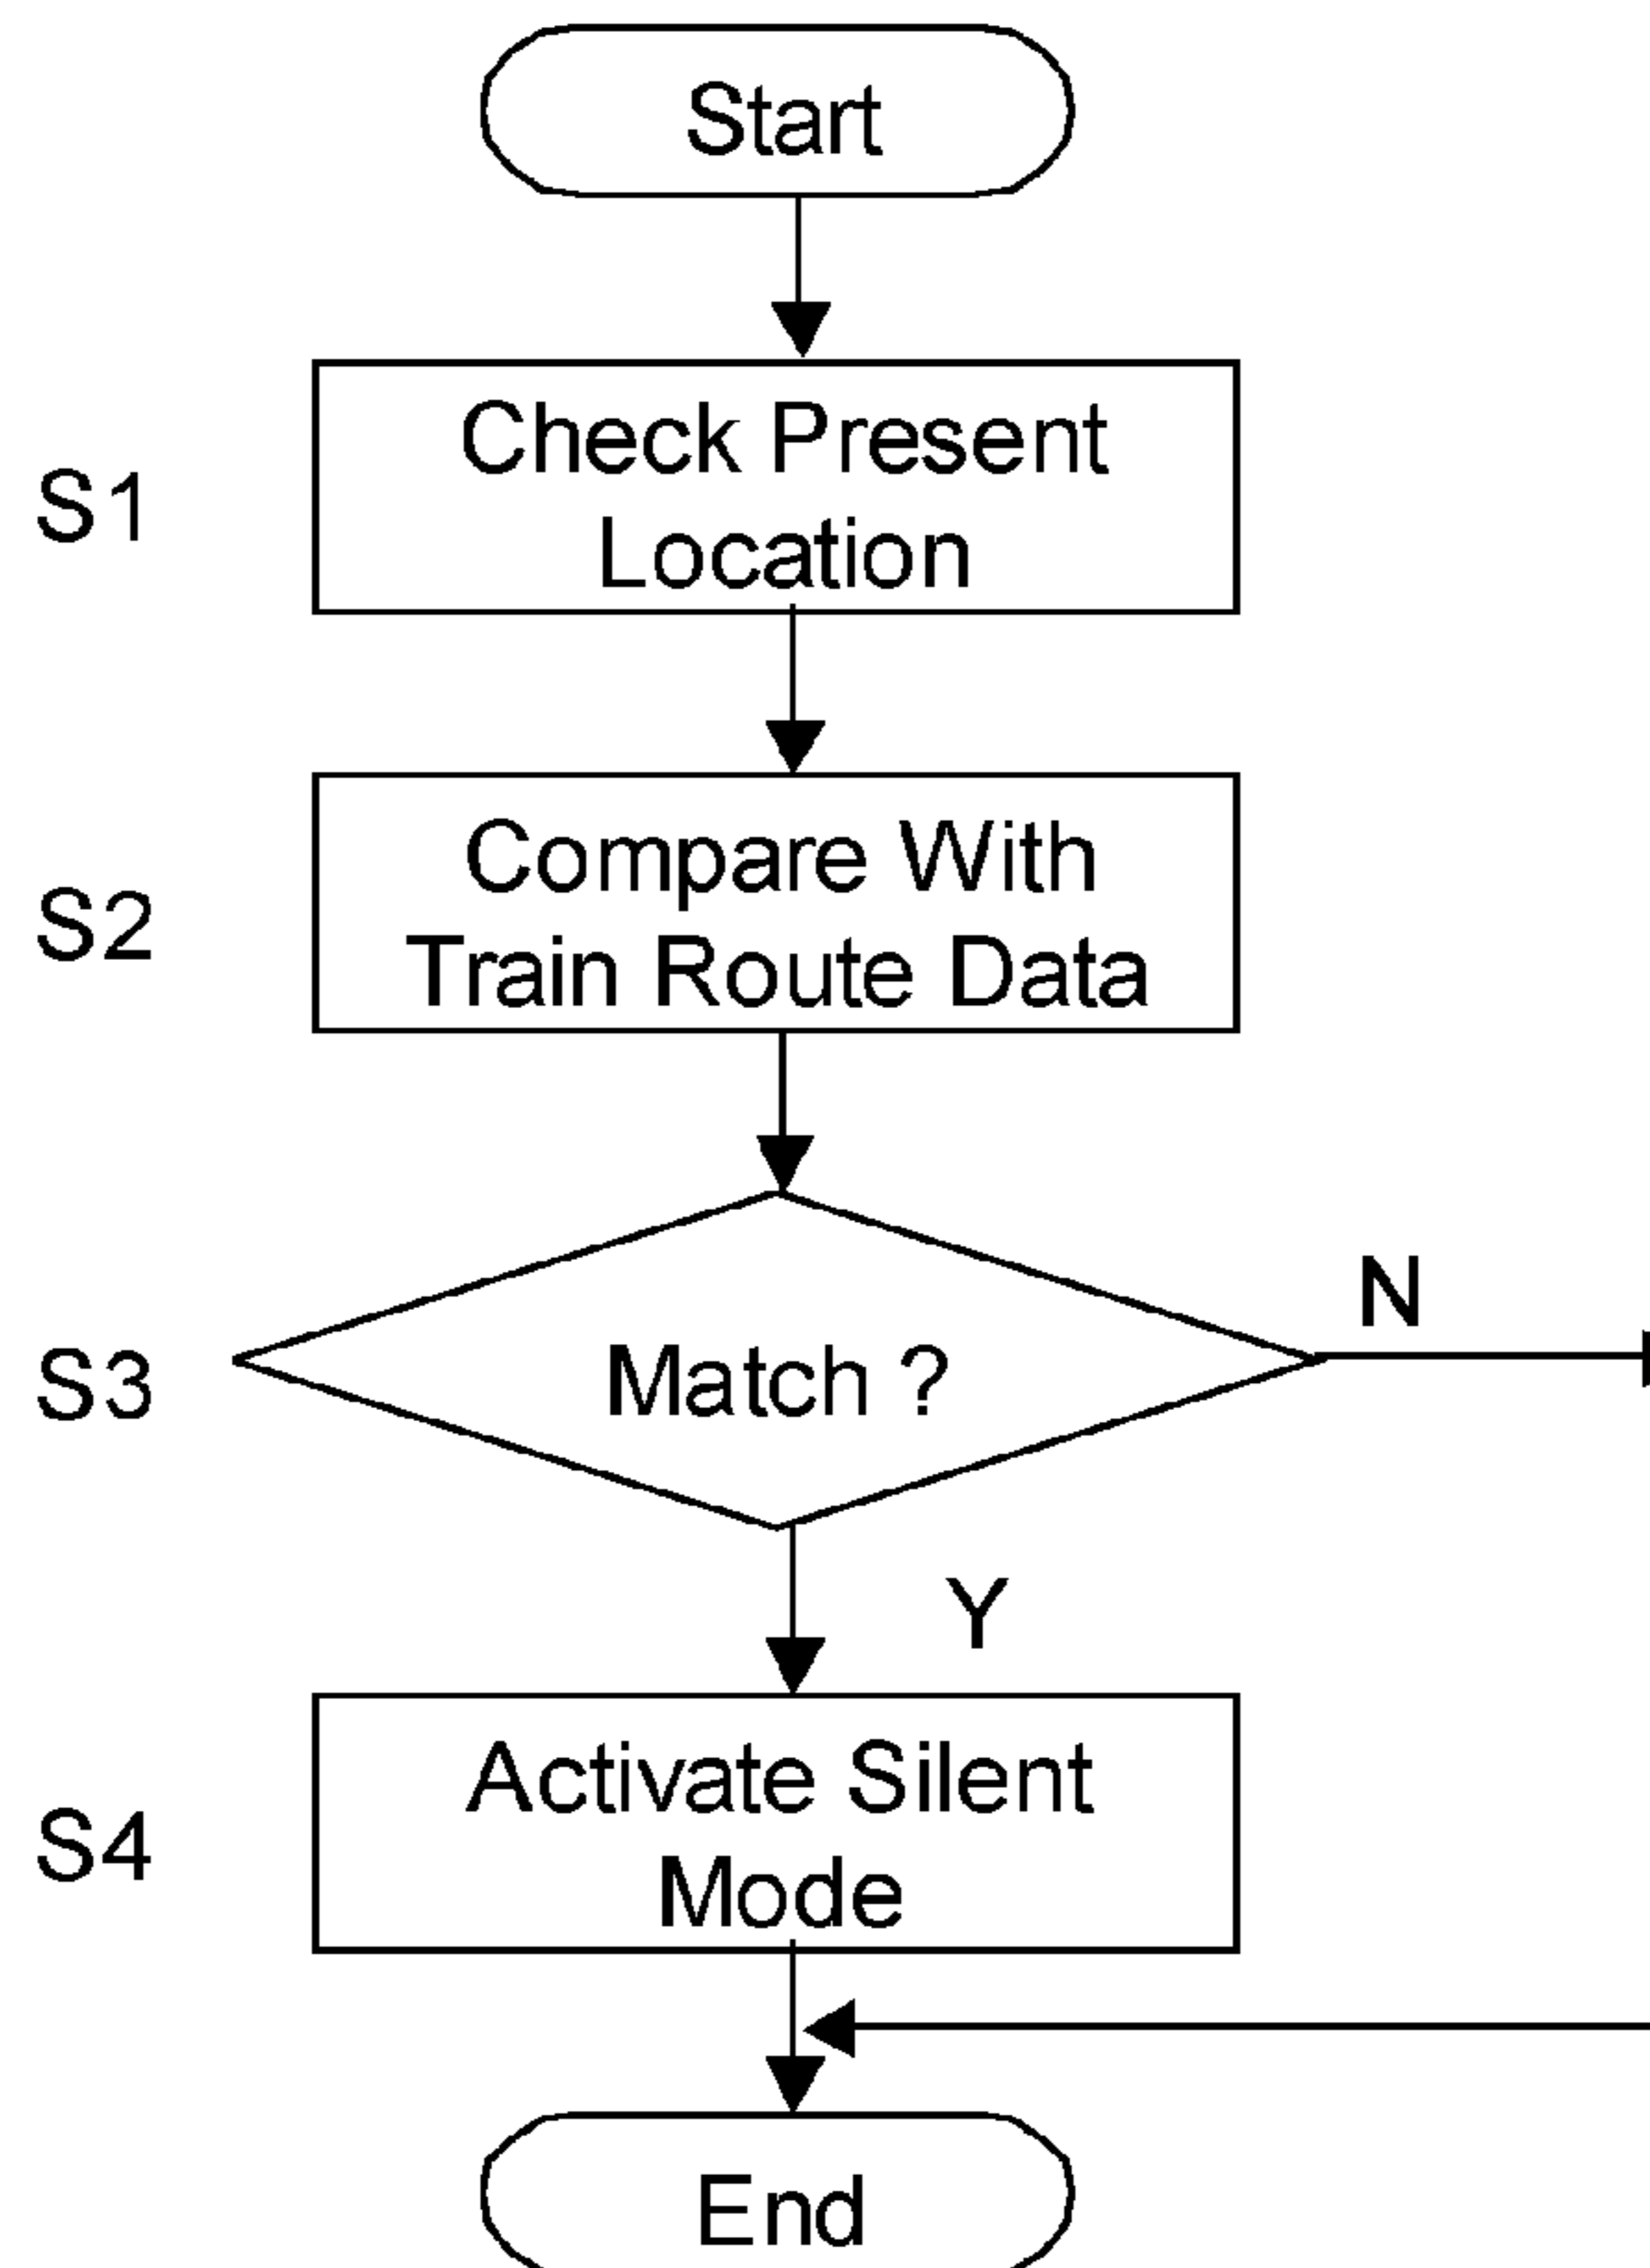 Start
S1
Check Present
Location
S2
Compare With
Train Route Data
S3
Match ?
N
Y
S4
Activate Silent
Mode
End